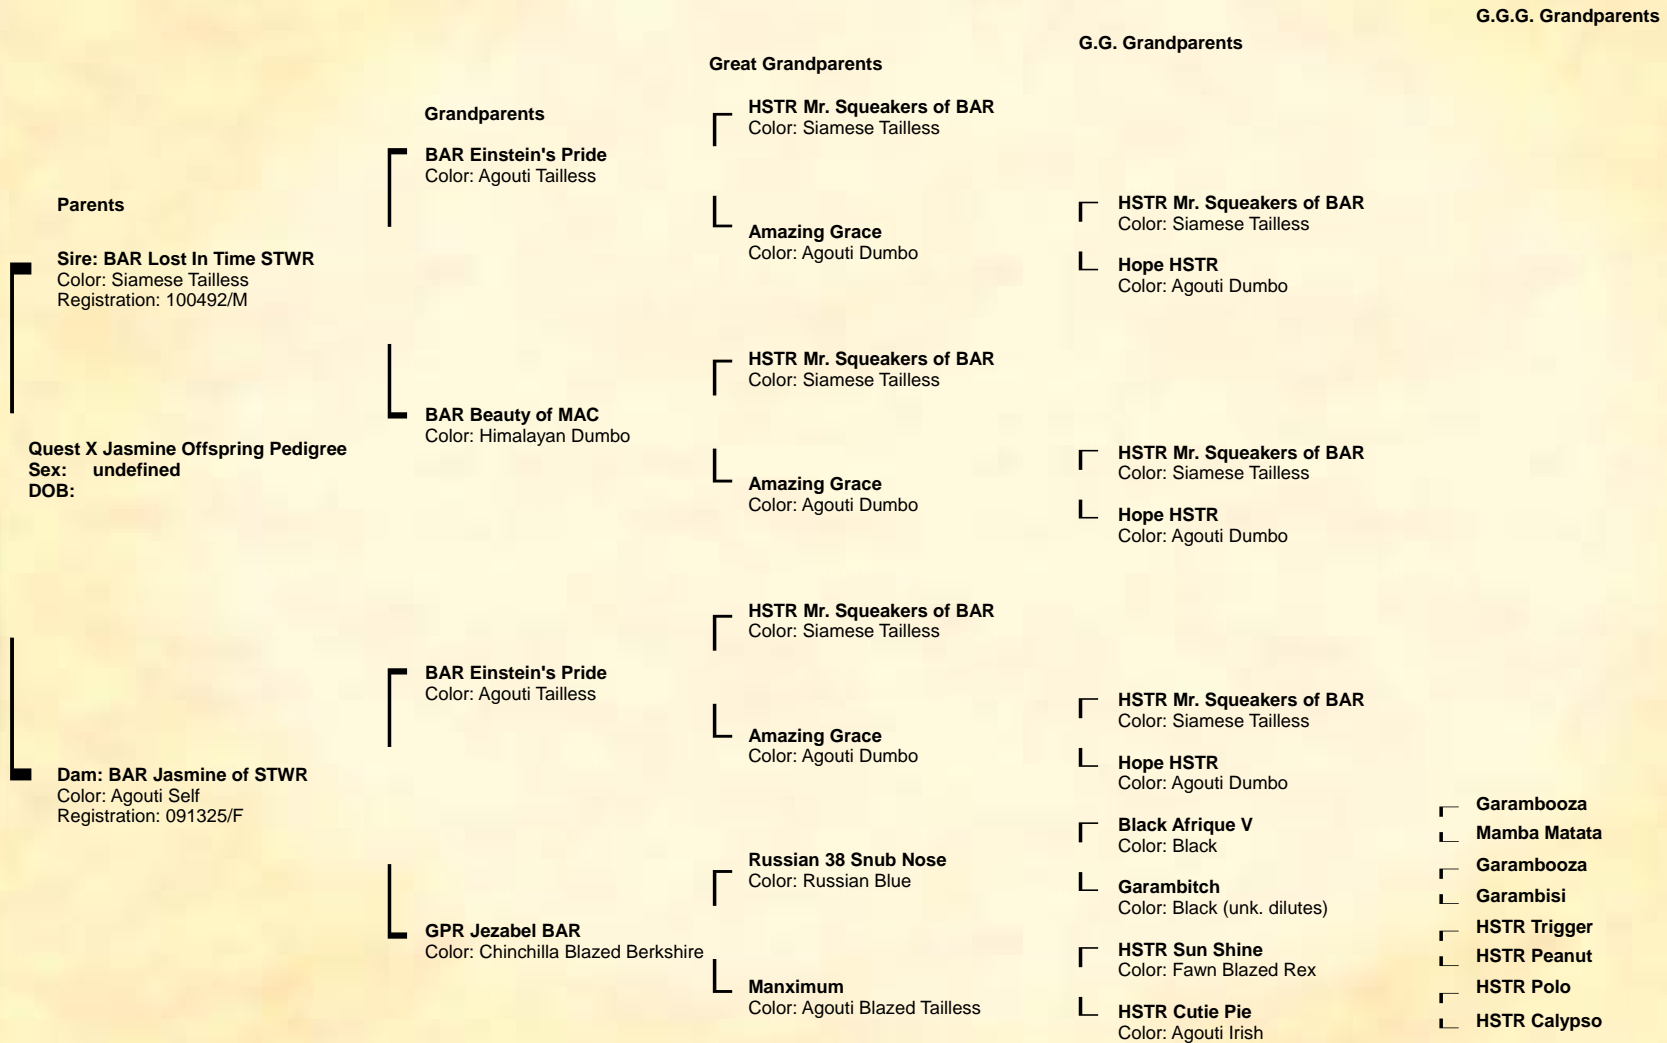 G.G.G. Grandparents
G.G. Grandparents
Great Grandparents
Grandparents
Parents
Sire: BAR Lost In Time STWR
Color: Siamese Tailless
Registration: 100492/M
Quest X Jasmine Offspring Pedigree
Sex: undefined
DOB:
Dam: BAR Jasmine of STWR
Color: Agouti Self
Registration: 091325/F
BAR Einstein's Pride
Color: Agouti Tailless
BAR Beauty of MAC
Color: Himalayan Dumbo
BAR Einstein's Pride
Color: Agouti Tailless
GPR Jezabel BAR
Color: Chinchilla Blazed Berkshire
HSTR Mr. Squeakers of BAR
Color: Siamese Tailless
Amazing Grace
Color: Agouti Dumbo
HSTR Mr. Squeakers of BAR
Color: Siamese Tailless
Amazing Grace
Color: Agouti Dumbo
HSTR Mr. Squeakers of BAR
Color: Siamese Tailless
Amazing Grace
Color: Agouti Dumbo
Russian 38 Snub Nose
Color: Russian Blue
Manximum
Color: Agouti Blazed Tailless
HSTR Mr. Squeakers of BAR
Color: Siamese Tailless
Hope HSTR
Color: Agouti Dumbo
HSTR Mr. Squeakers of BAR
Color: Siamese Tailless
Hope HSTR
Color: Agouti Dumbo
HSTR Mr. Squeakers of BAR
Color: Siamese Tailless
Hope HSTR
Color: Agouti Dumbo
Black Afrique V
Color: Black
Garambitch
Color: Black (unk. dilutes)
HSTR Sun Shine
Color: Fawn Blazed Rex
HSTR Cutie Pie
Color: Agouti Irish
Garambooza
Mamba Matata
Garambooza
Garambisi
HSTR Trigger
HSTR Peanut
HSTR Polo
HSTR Calypso